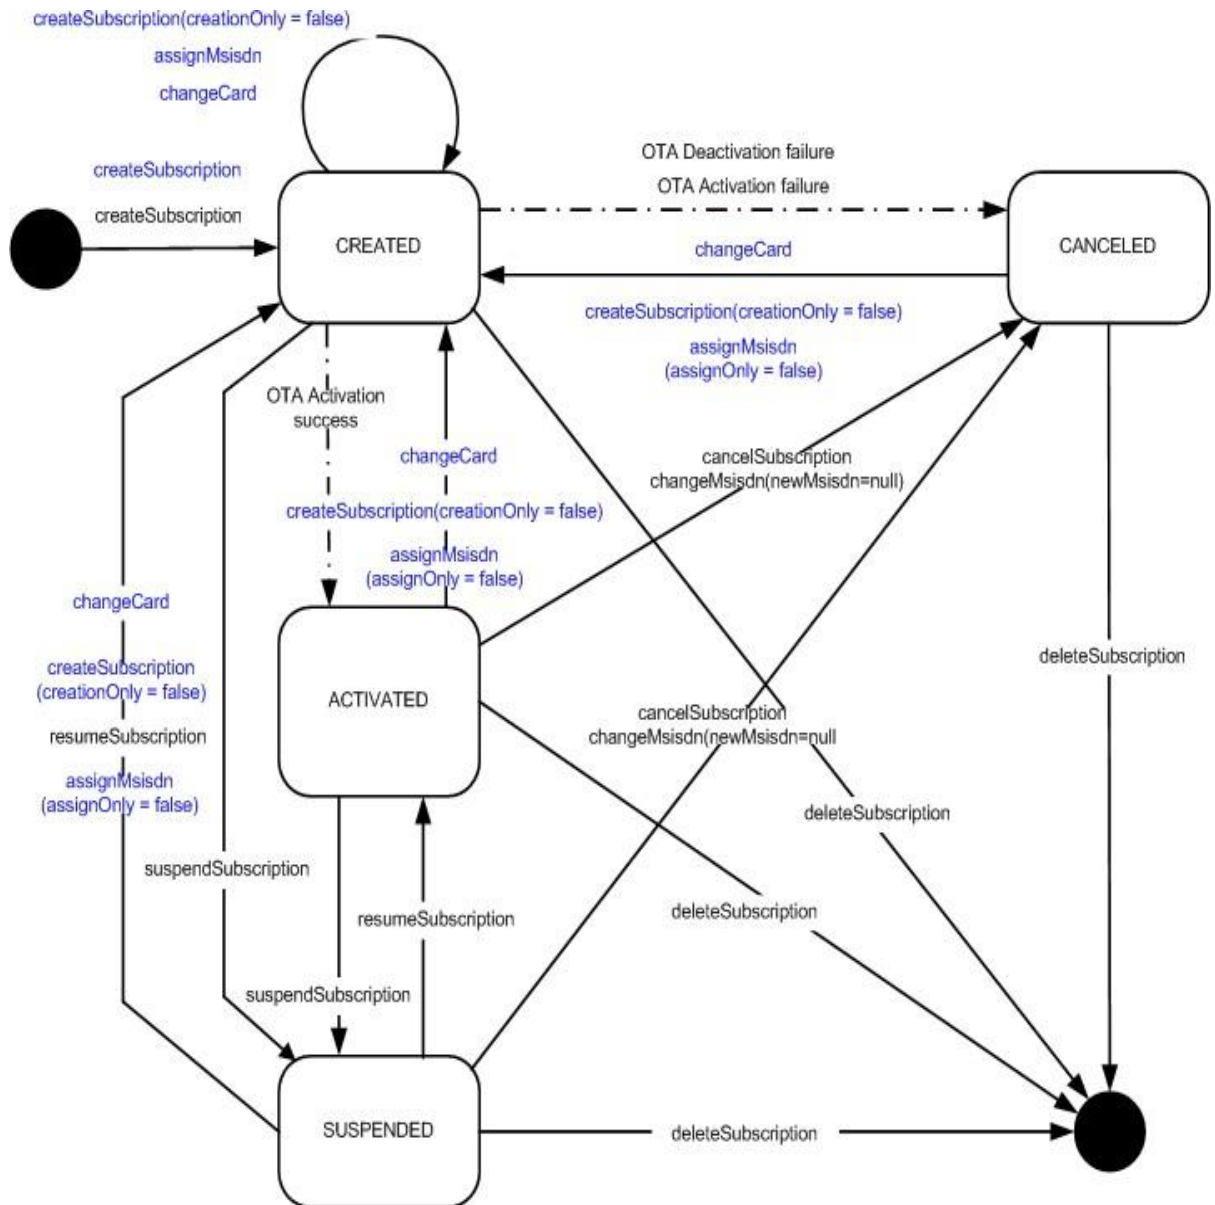 createSubscription(creationOnly = false)
assignMsisdn
changeCard
createSubscription
createSubscription
CREATED
OTA Deactivation failure
OTA Activation failure
CANCELED
changeCard
createSubscription(creationOnly = false)
assignMsisdn
(assignOnly = false)
OTA Activation
success
changeCard
createSubscription(creationOnly = false)
assignMsisdn
(assignOnly = false)
cancelSubscription
changeMsisdn(newMsisdn=null)
changeCard
createSubscription
(creationOnly = false)
resumeSubscription
assignMsisdn
(assignOnly = false)
ACTIVATED
deleteSubscription
cancelSubscription
changeMsisdn(newMsisdn=null
deleteSubscription
suspendSubscription
resumeSubscription
deleteSubscription
suspendSubscription
SUSPENDED
deleteSubscription